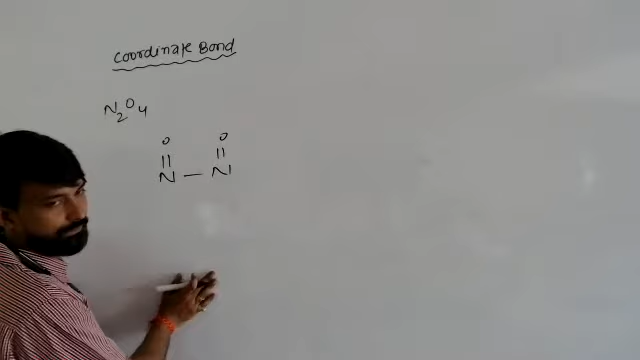 Coordinate Bond
N2O4
O O
|| ||
N — N